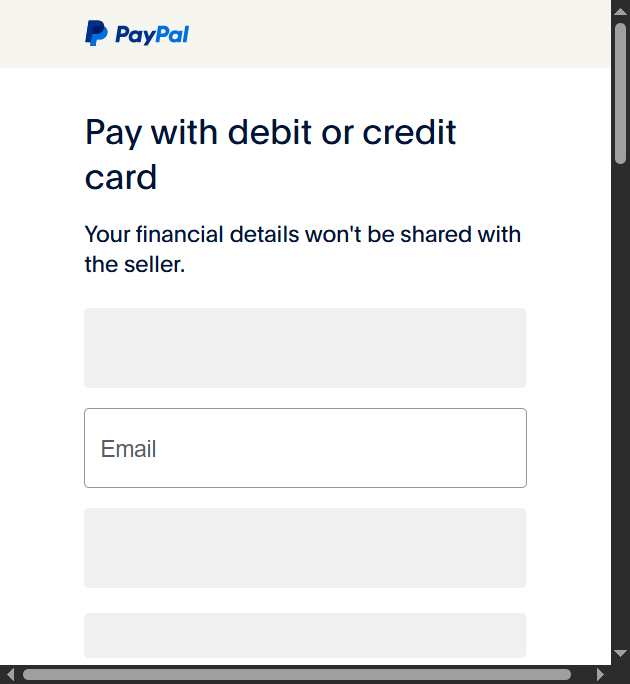 PayPal
Pay with debit or credit
card
Your financial details won't be shared with
the seller.
Email